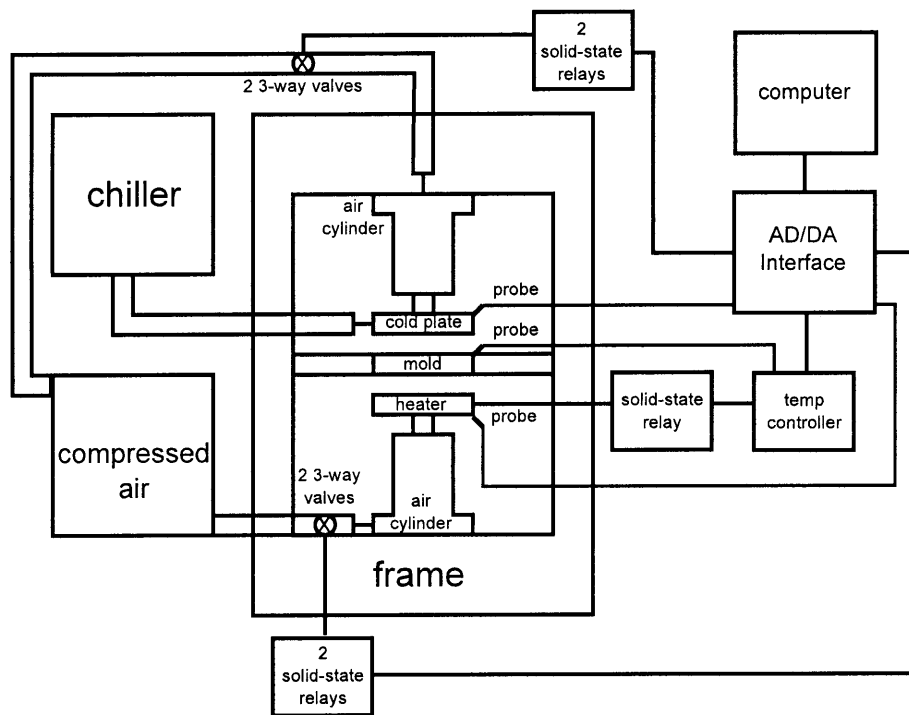 2
solid-state
relays
2 3-way valves
computer
chiller
air
cylinder
AD/DA
Interface
probe
cold plate
probe
mold
heater
probe
solid-state
relay
temp
controller
compressed
air
2 3-way
valves
air
cylinder
frame
2
solid-state
relays